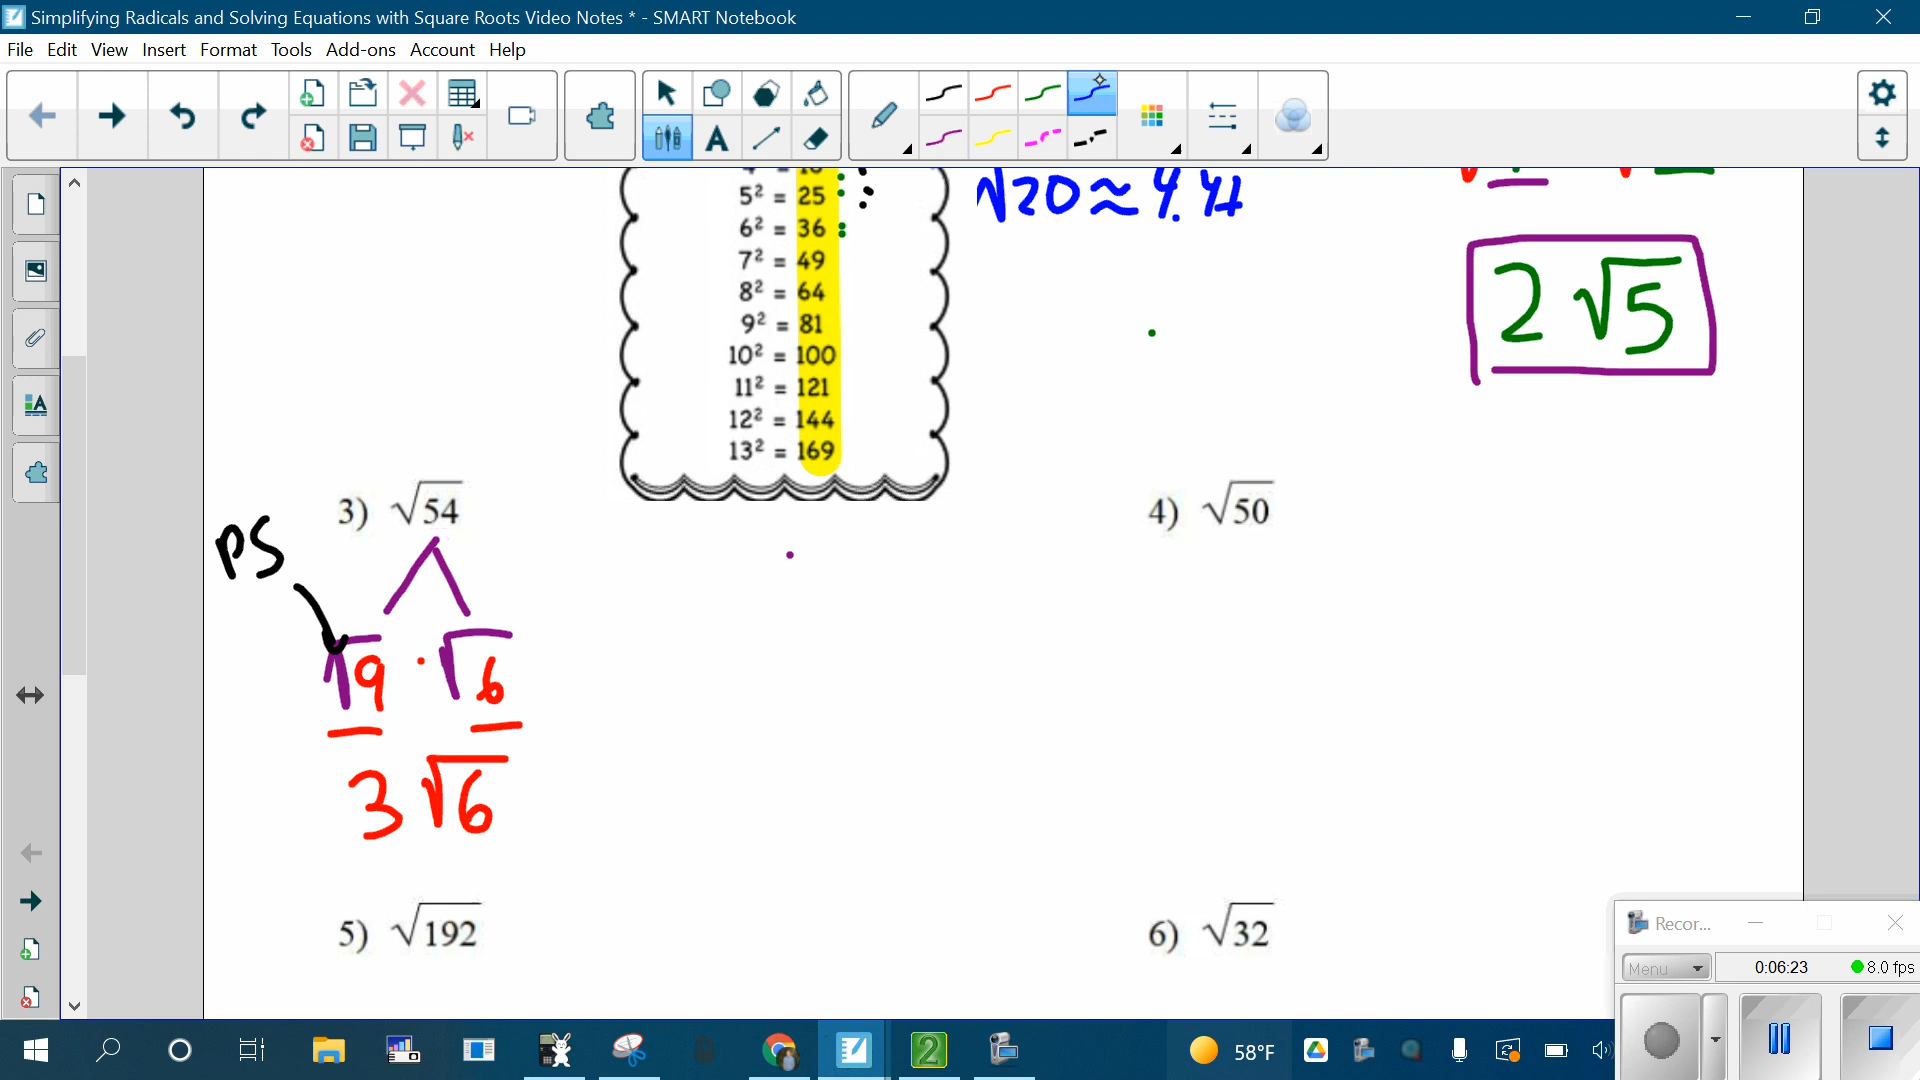 Simplifying Radicals and Solving Equations with Square Roots Video Notes * - SMART Notebook
File Edit View Insert Format Tools Add-ons Account Help
5² = 25
6² = 36
7² = 49
8² = 64
9² = 81
10² = 100
11² = 121
12² = 144
13² = 169
√20 ≈ 4.47
2 √5
3) √54
PS
√9 · √6
3 √6
4) √50
5) √192
6) √32
Recor...
Menu 0:06:23 8.0 fps
58°F